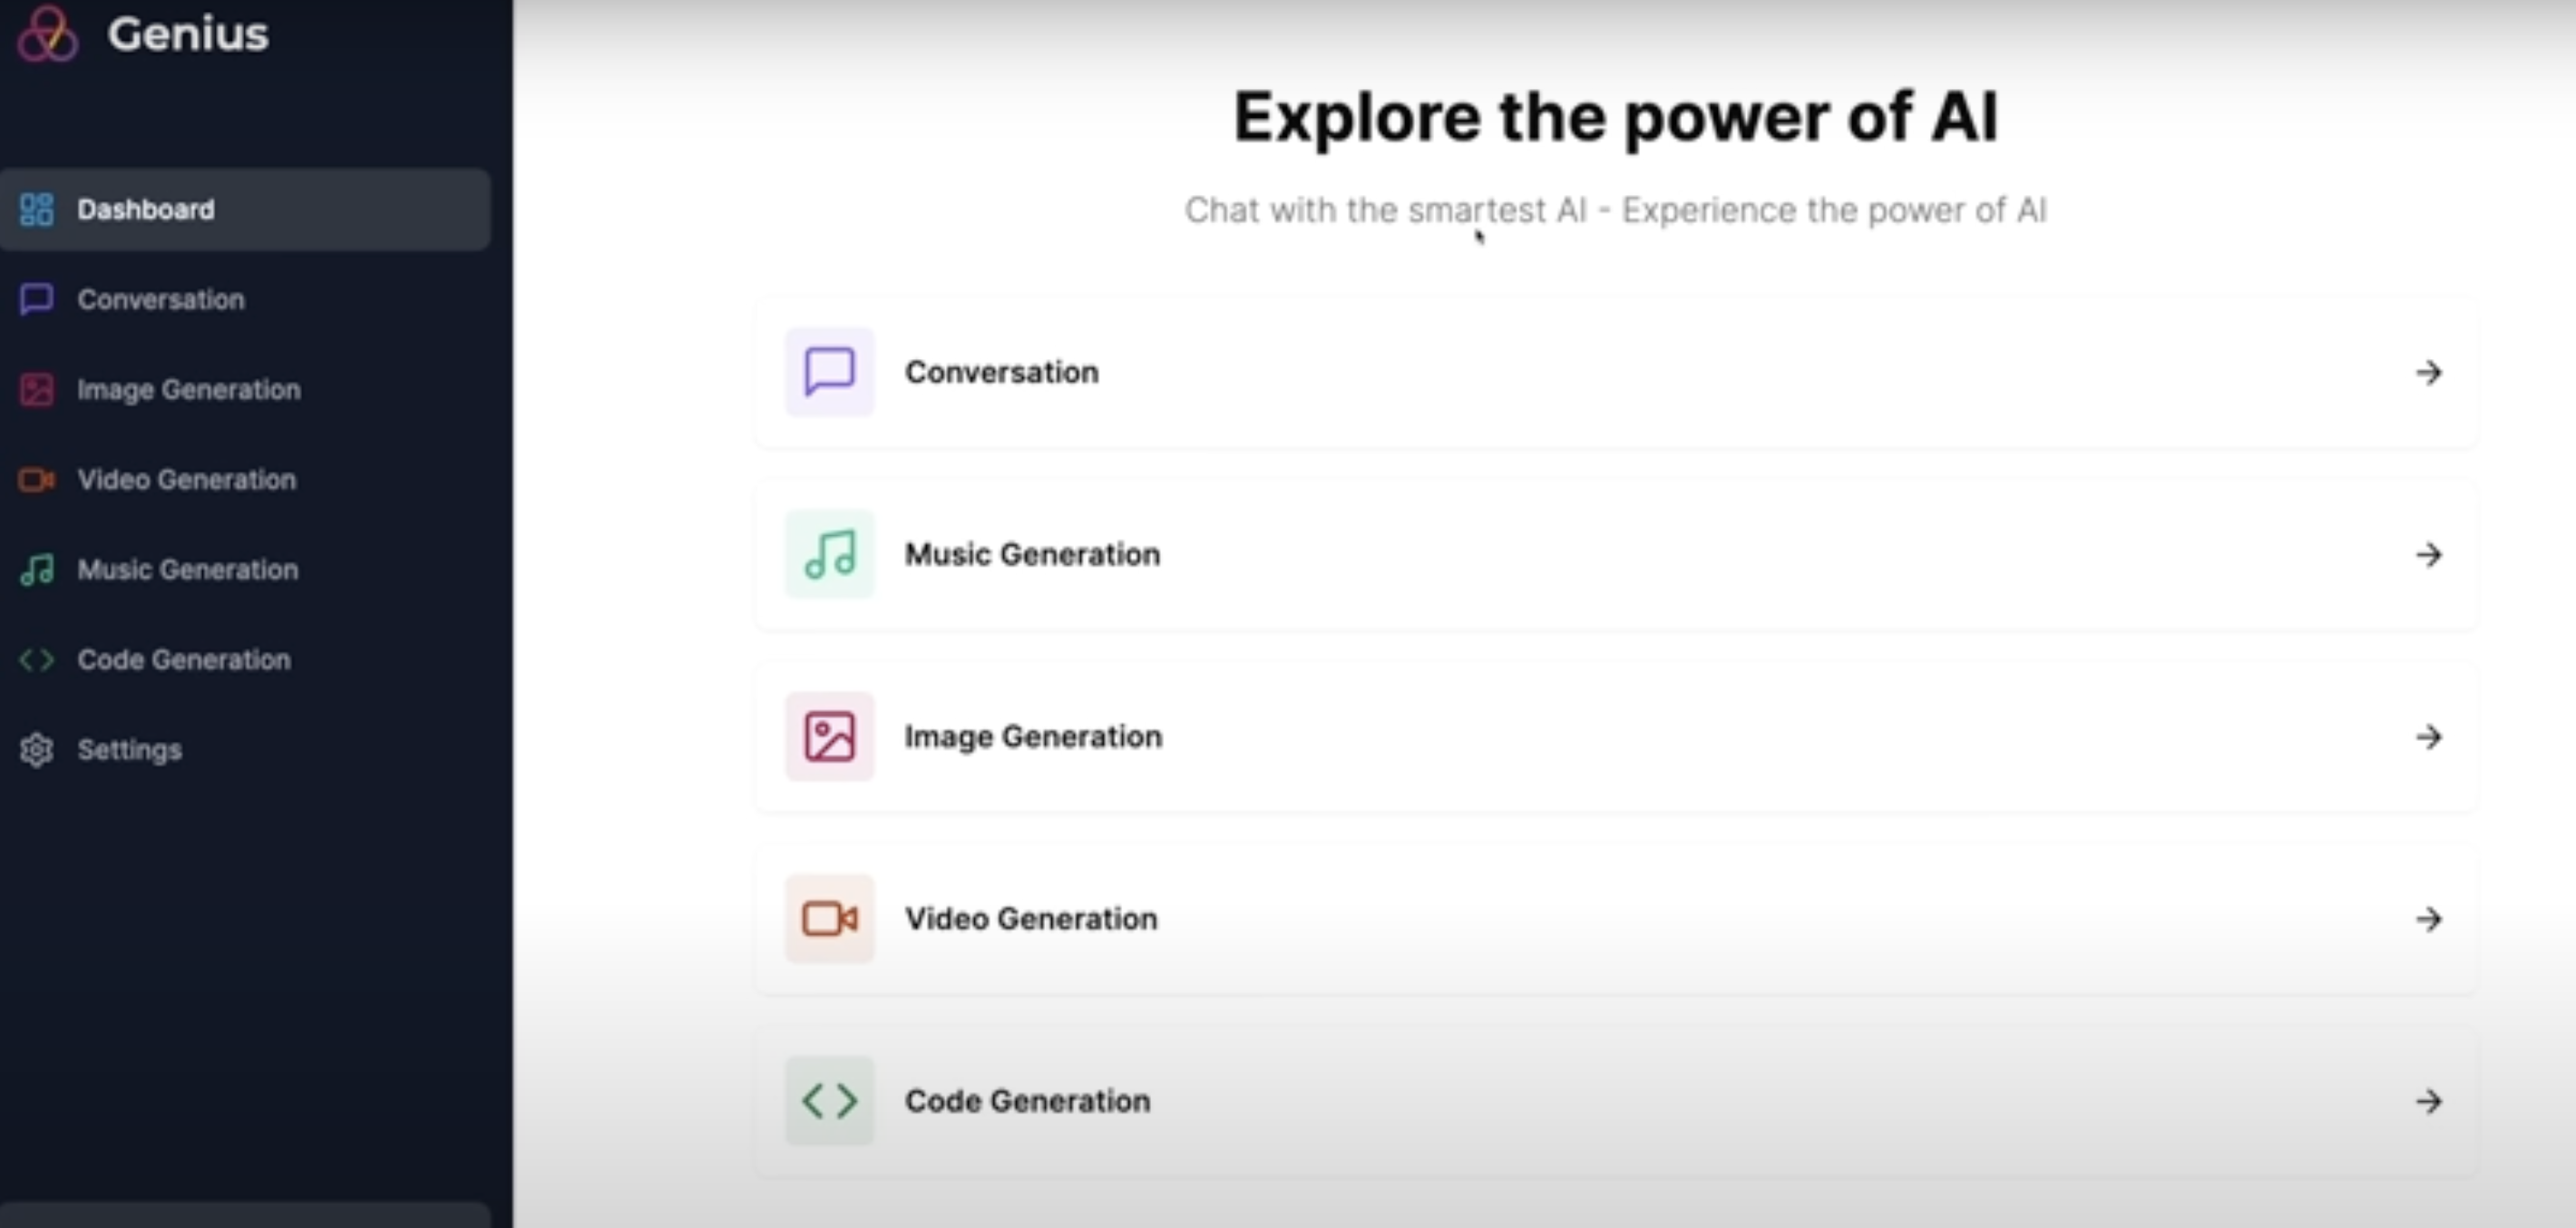 Genius
Dashboard
Conversation
Image Generation
Video Generation
Music Generation
Code Generation
Settings
Explore the power of AI
Chat with the smartest AI - Experience the power of AI
Conversation
Music Generation
Image Generation
Video Generation
Code Generation